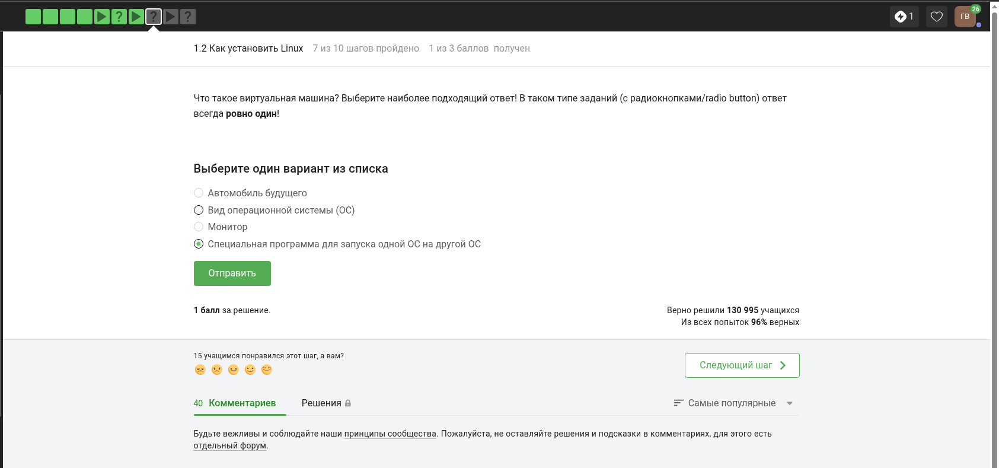 ? ? ?
1
ГВ
26
1.2 Как установить Linux 7 из 10 шагов пройдено 1 из 3 баллов получен
Что такое виртуальная машина? Выберите наиболее подходящий ответ! В таком типе заданий (с радиокнопками/radio button) ответ
всегда ровно один!
Выберите один вариант из списка
Автомобиль будущего
Вид операционной системы (ОС)
Монитор
Специальная программа для запуска одной ОС на другой ОС
Отправить
1 балл за решение.
Верно решили 130 995 учащихся
Из всех попыток 96% верных
15 учащимся понравился этот шаг, а вам?
Следующий шаг
40 Комментариев Решения Самые популярные
Будьте вежливы и соблюдайте наши принципы сообщества. Пожалуйста, не оставляйте решения и подсказки в комментариях, для этого есть
отдельный форум.